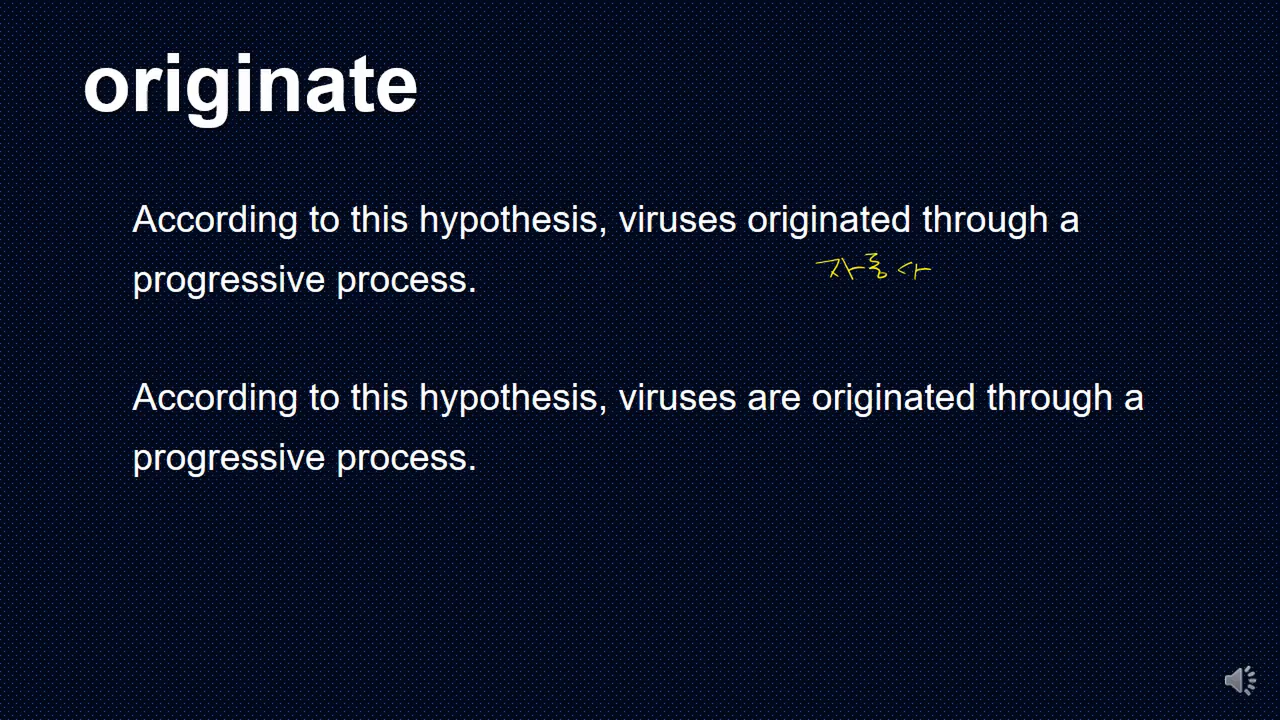 originate
According to this hypothesis, viruses originated through a
자동사
progressive process.
According to this hypothesis, viruses are originated through a
progressive process.